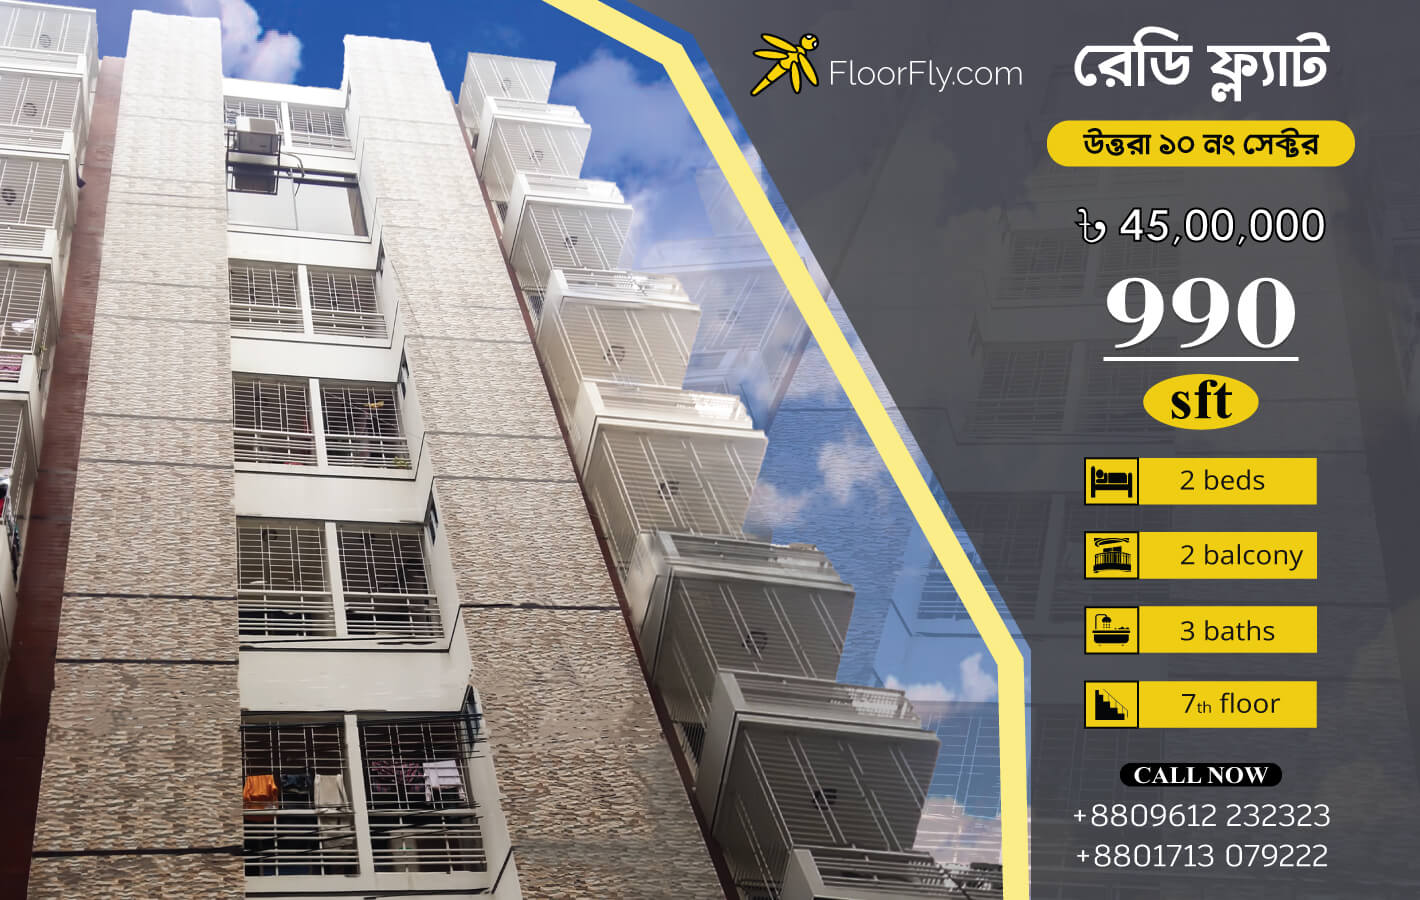 FloorFly.com
রেডি ফ্ল্যাট
উত্তরা ১০ নং সেক্টর
৳ 45,00,000
990
sft
2 beds
2 balcony
3 baths
7th floor
CALL NOW
+8809612 232323
+8801713 079222